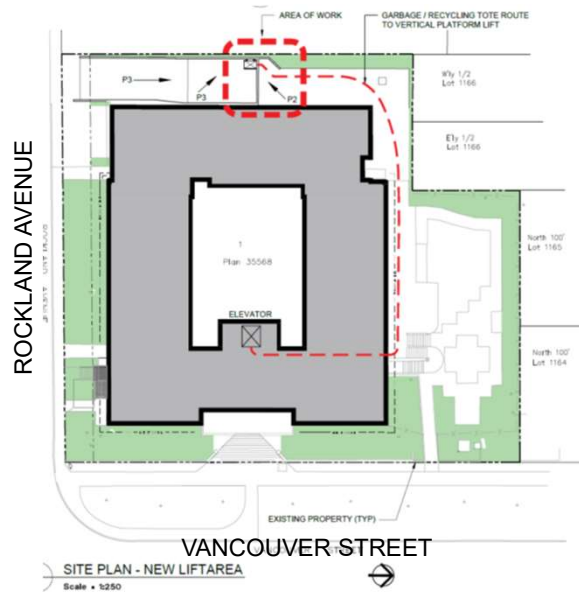 AREA OF WORK
GARBAGE / RECYCLING TOTE ROUTE
TO VERTICAL PLATFORM LIFT
P3
P3
P2
W'ly 1/2
Lot 1166
E'ly 1/2
Lot 1166
ROCKLAND AVENUE
1
Plan 35568
North 100'
Lot 1165
ELEVATOR
North 100'
Lot 1164
EXISTING PROPERTY (TYP)
VANCOUVER STREET
SITE PLAN - NEW LIFTAREA
Scale • 1:250